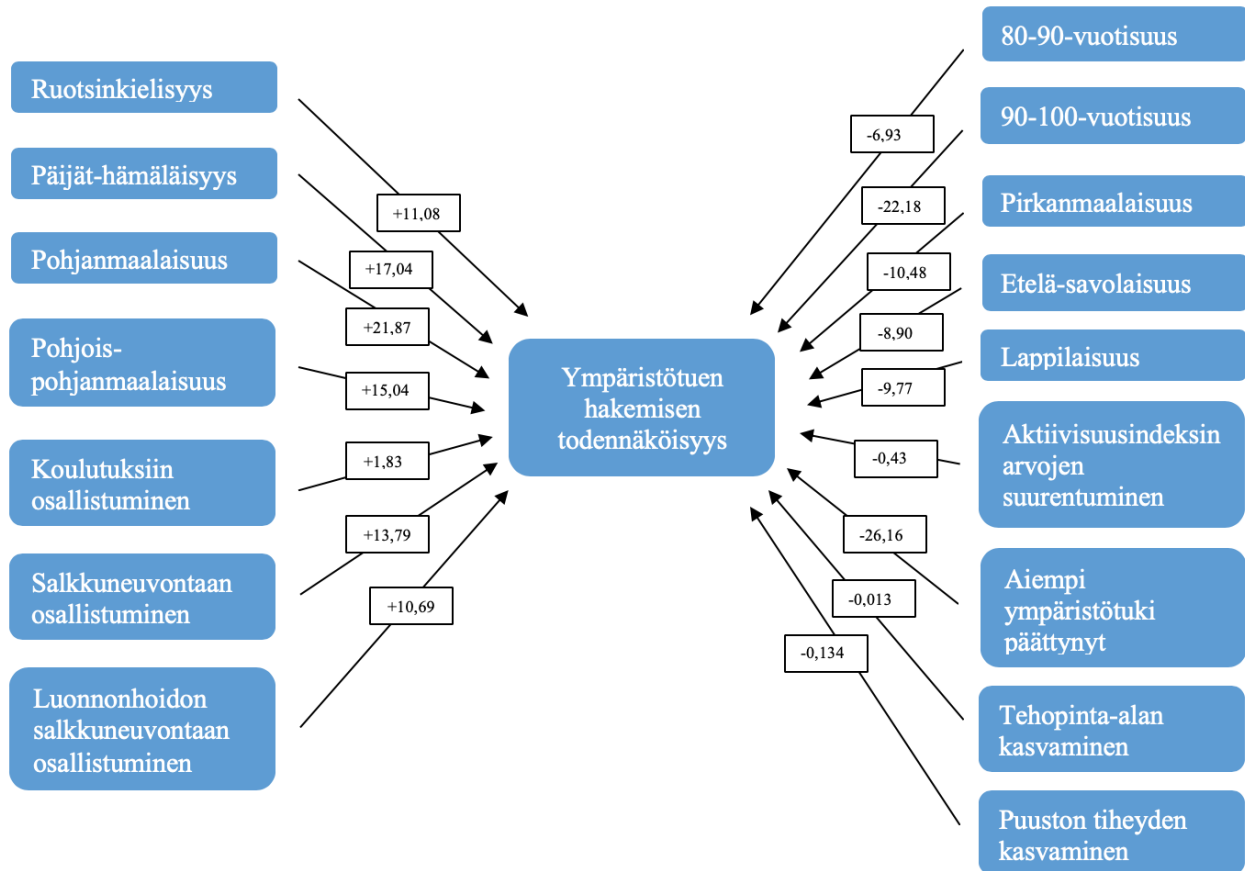 Ruotsinkielisyys
Päijät-hämäläisyys
Pohjanmaalaisuus
Pohjois-
pohjanmaalaisuus
Koulutuksiin
osallistuminen
Salkkuneuvontaan
osallistuminen
Luonnonhoidon
salkkuneuvontaan
osallistuminen
+11,08
+17,04
+21,87
+15,04
+1,83
+13,79
+10,69
Ympäristötuen
hakemisen
todennäköisyys
-6,93
-22,18
-10,48
-8,90
-9,77
-0,43
-26,16
-0,013
-0,134
80-90-vuotisuus
90-100-vuotisuus
Pirkanmaalaisuus
Etelä-savolaisuus
Lappilaisuus
Aktiivisuusindeksin
arvojen
suurentuminen
Aiempi
ympäristötuki
päättynyt
Tehopinta-alan
kasvaminen
Puuston tiheyden
kasvaminen